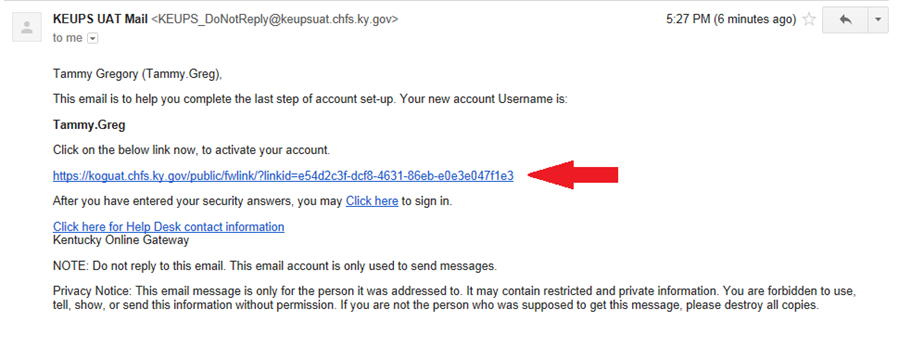 KEUPS UAT Mail <KEUPS_DoNotReply@keupsuat.chfs.ky.gov>
5:27 PM (6 minutes ago)
to me
Tammy Gregory (Tammy.Greg),
This email is to help you complete the last step of account set-up. Your new account Username is:
Tammy.Greg
Click on the below link now, to activate your account.
https://koguat.chfs.ky.gov/public/fwlink/?linkid=e54d2c3f-dcf8-4631-86eb-e0e3e047f1e3
After you have entered your security answers, you may Click here to sign in.
Click here for Help Desk contact information
Kentucky Online Gateway
NOTE: Do not reply to this email. This email account is only used to send messages.
Privacy Notice: This email message is only for the person it was addressed to. It may contain restricted and private information. You are forbidden to use,
tell, show, or send this information without permission. If you are not the person who was supposed to get this message, please destroy all copies.